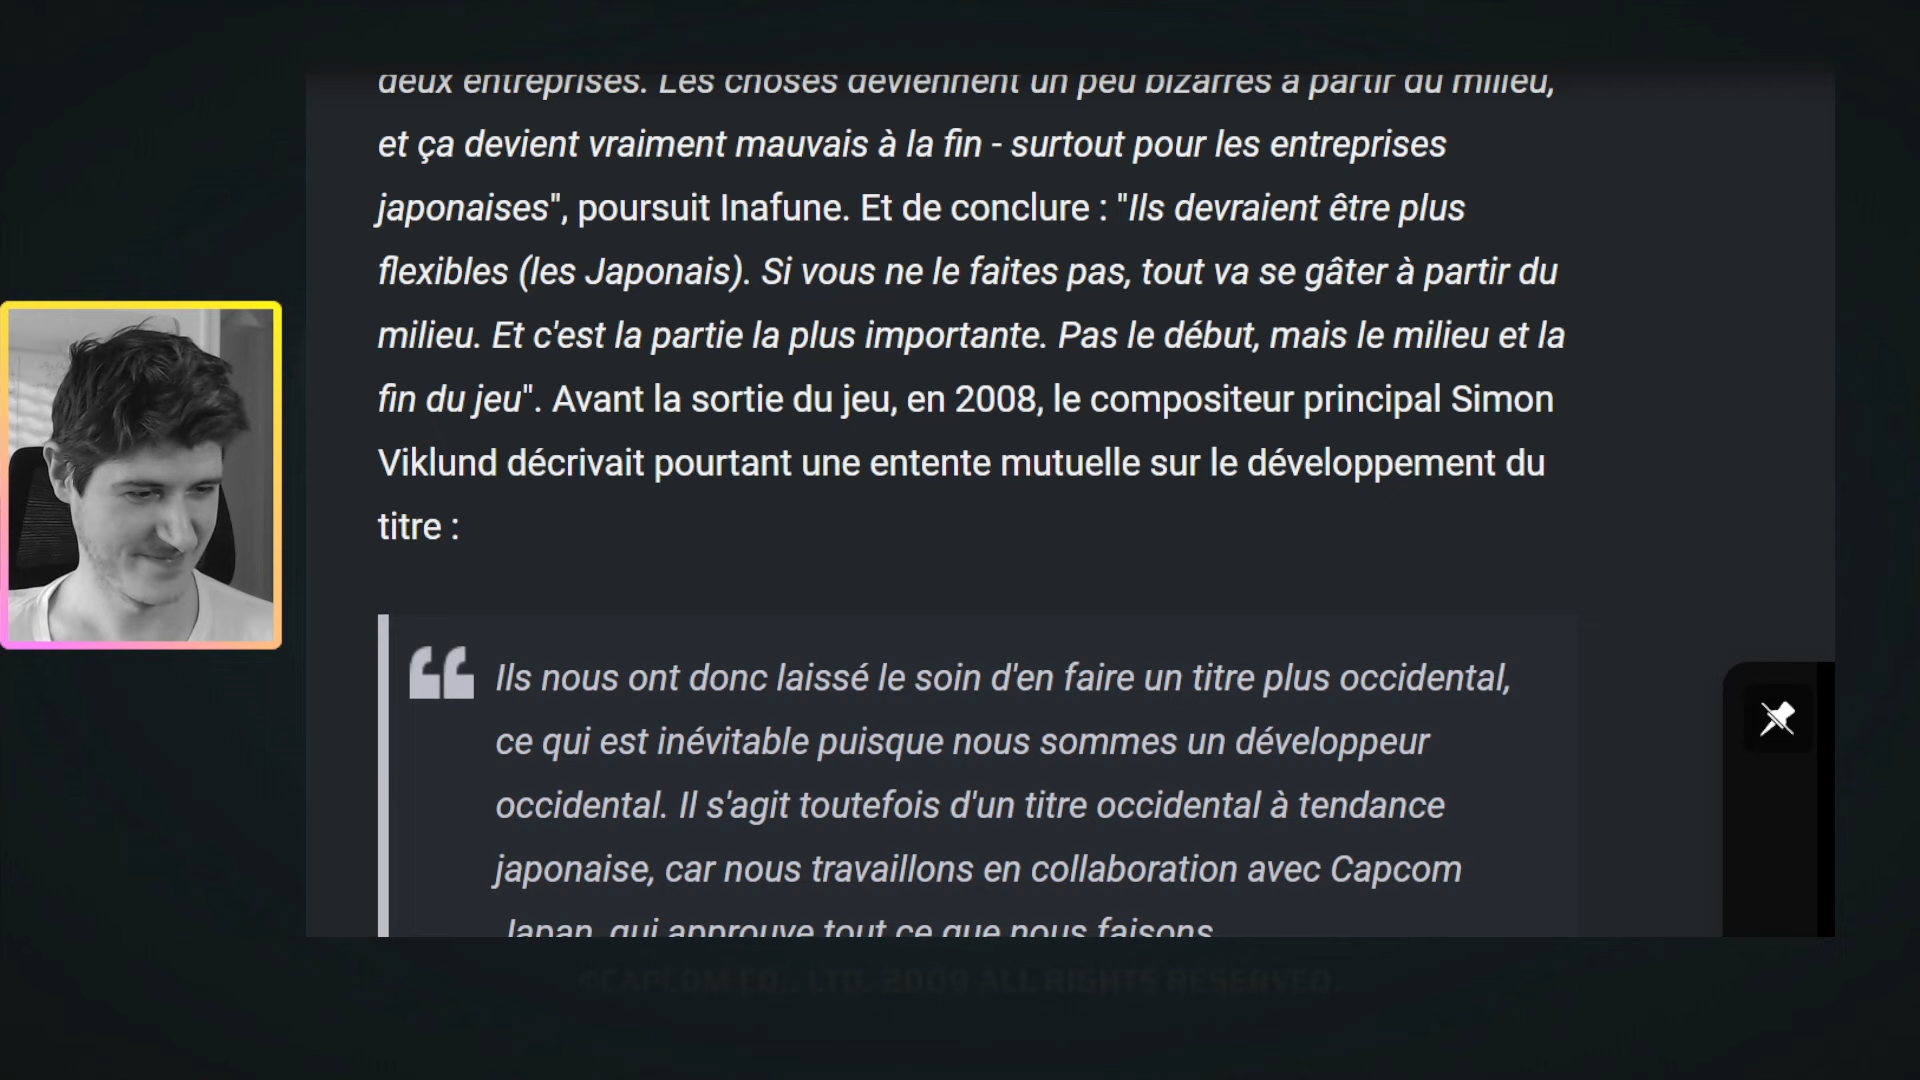 deux entreprises. Les choses deviennent un peu bizarres à partir du milieu,
et ça devient vraiment mauvais à la fin - surtout pour les entreprises
japonaises", poursuit Inafune. Et de conclure : "Ils devraient être plus
flexibles (les Japonais). Si vous ne le faites pas, tout va se gâter à partir du
milieu. Et c'est la partie la plus importante. Pas le début, mais le milieu et la
fin du jeu". Avant la sortie du jeu, en 2008, le compositeur principal Simon
Viklund décrivait pourtant une entente mutuelle sur le développement du
titre :
Ils nous ont donc laissé le soin d'en faire un titre plus occidental,
ce qui est inévitable puisque nous sommes un développeur
occidental. Il s'agit toutefois d'un titre occidental à tendance
japonaise, car nous travaillons en collaboration avec Capcom
Japan, qui approuve tout ce que nous faisons.
©CAPCOM CO., LTD. 2009 ALL RIGHTS RESERVED.